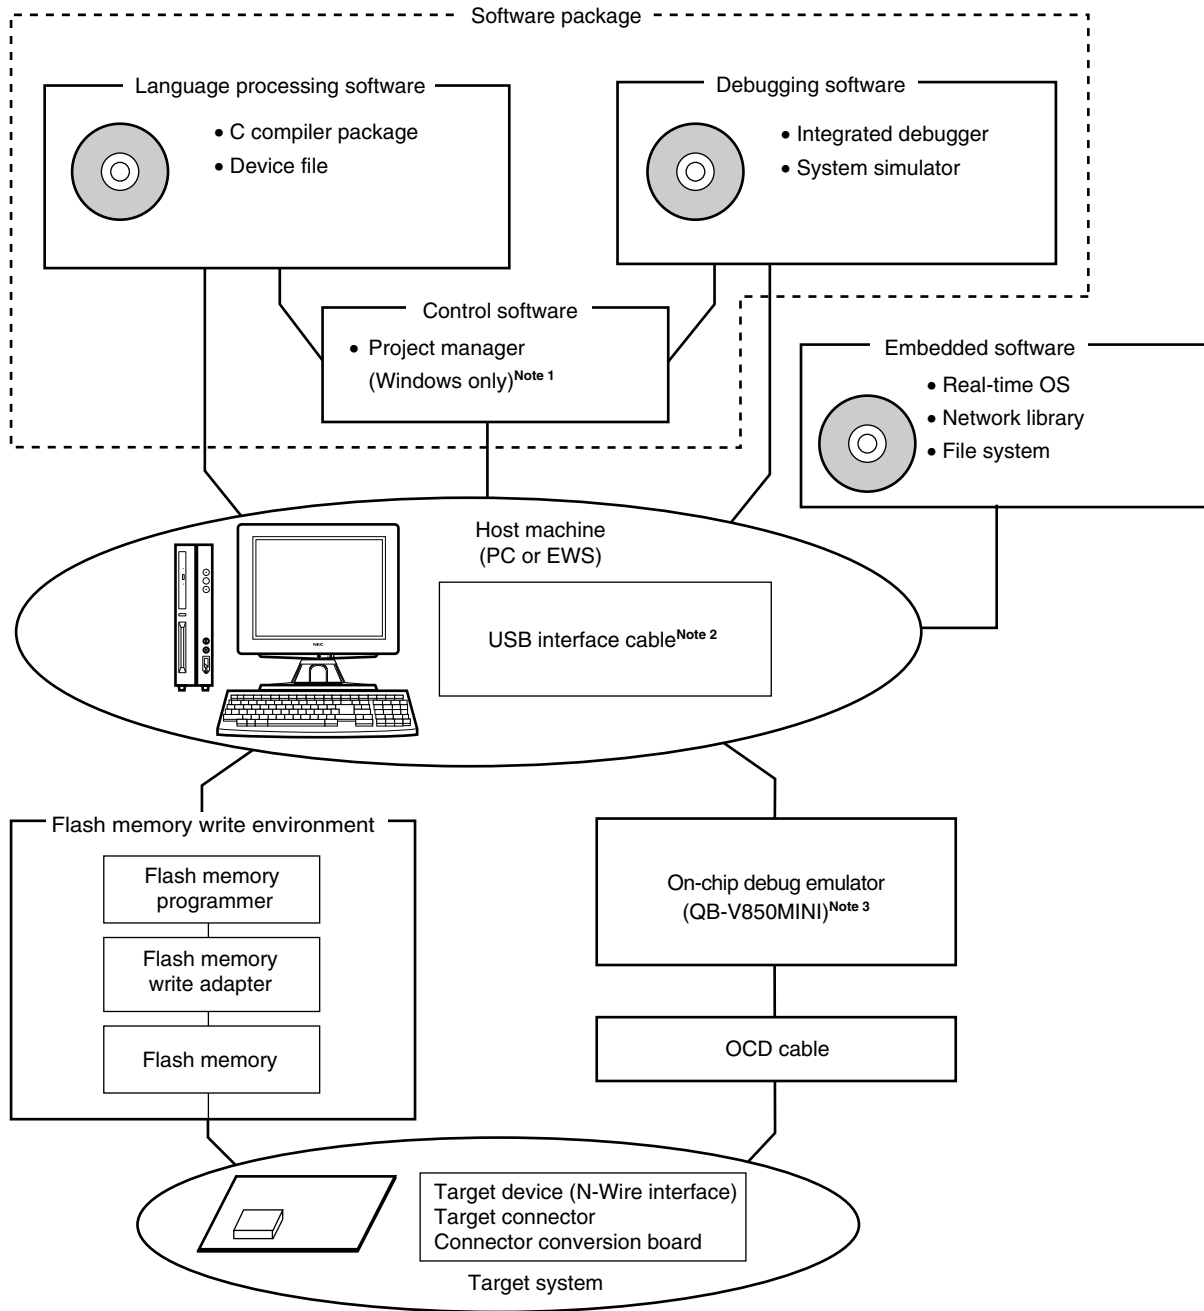 Software package
Language processing software
• C compiler package
• Device file
Debugging software
• Integrated debugger
• System simulator
Control software
• Project manager
(Windows only)Note 1
Embedded software
• Real-time OS
• Network library
• File system
Host machine
(PC or EWS)
USB interface cableNote 2
NEC
Flash memory write environment
Flash memory
programmer
Flash memory
write adapter
Flash memory
On-chip debug emulator
(QB-V850MINI)Note 3
OCD cable
Target device (N-Wire interface)
Target connector
Connector conversion board
Target system